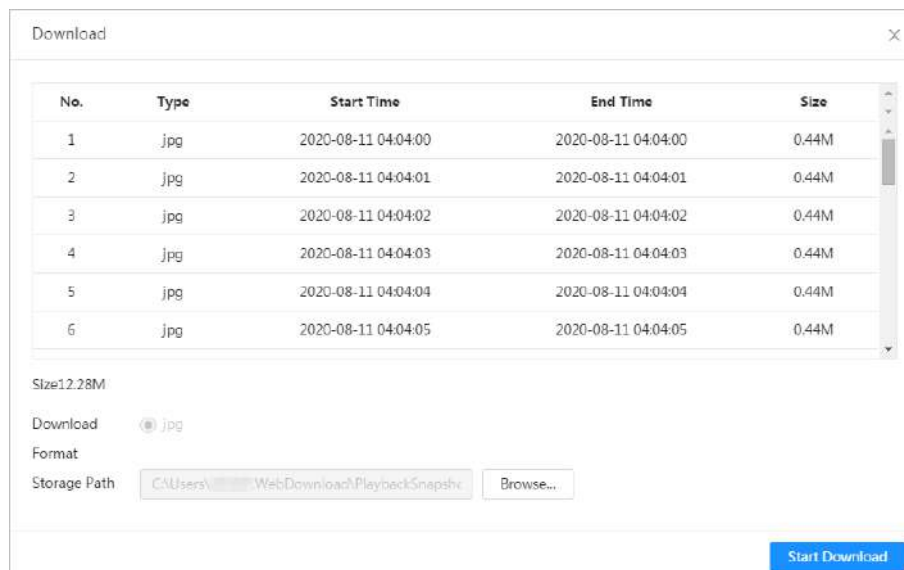 Download
No. Type Start Time End Time Size
1 jpg 2020-08-11 04:04:00 2020-08-11 04:04:00 0.44M
2 jpg 2020-08-11 04:04:01 2020-08-11 04:04:01 0.44M
3 jpg 2020-08-11 04:04:02 2020-08-11 04:04:02 0.44M
4 jpg 2020-08-11 04:04:03 2020-08-11 04:04:03 0.44M
5 jpg 2020-08-11 04:04:04 2020-08-11 04:04:04 0.44M
6 jpg 2020-08-11 04:04:05 2020-08-11 04:04:05 0.44M
Size12.28M
Download jpg
Format
Storage Path C:\Users\ WebDownload\PlaybackSnapsho Browse...
Start Download